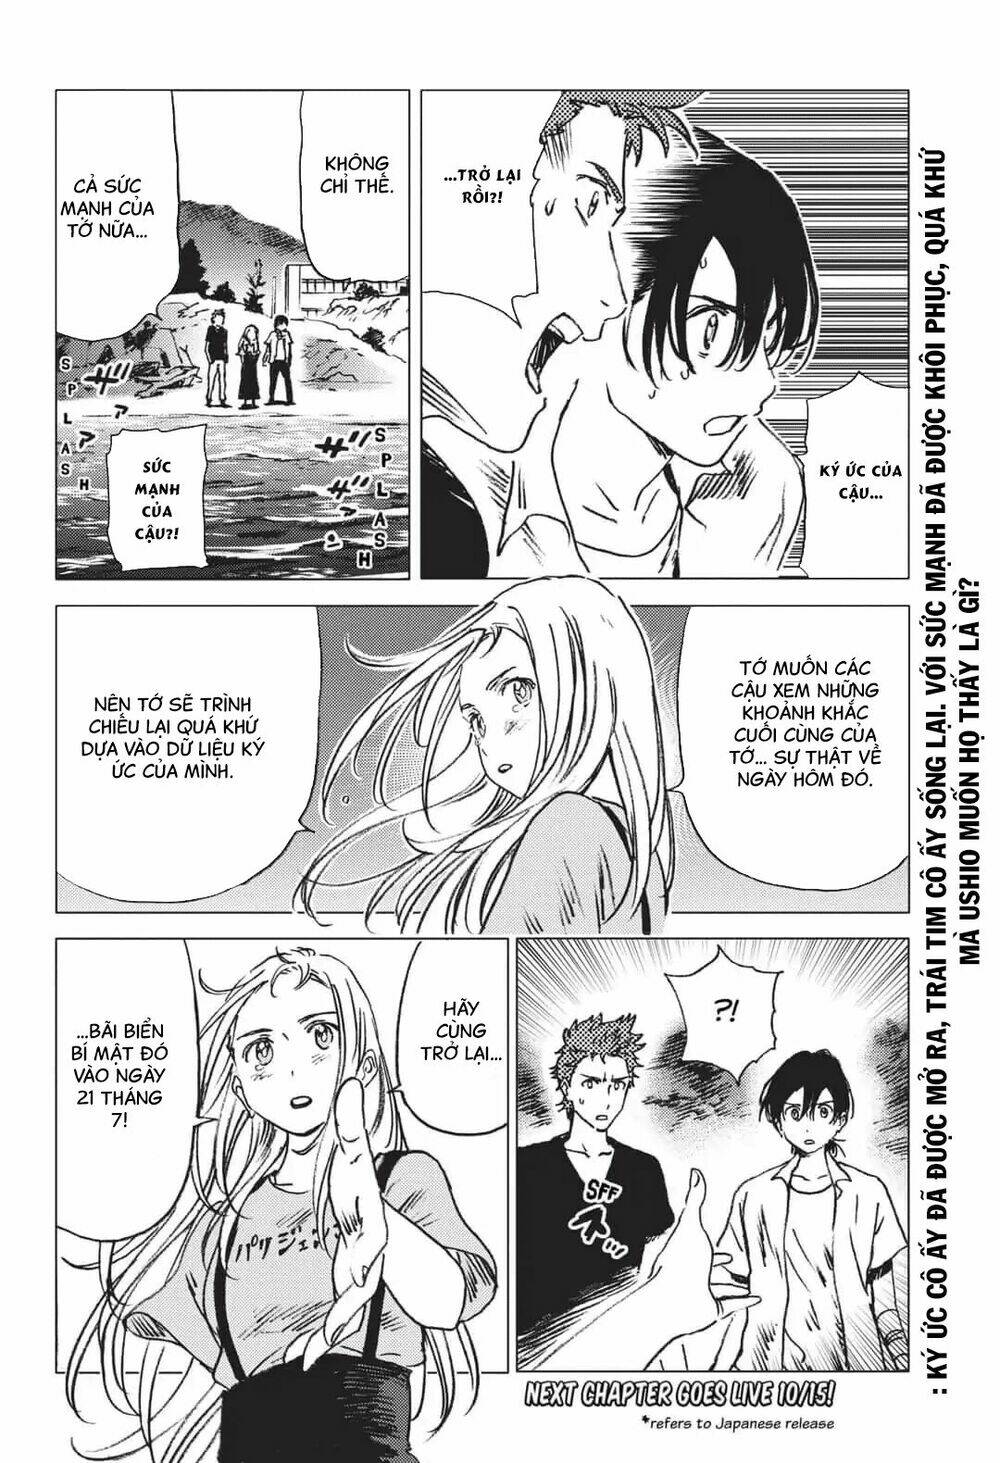 KÝ ỨC CỦA
CẬU...
...TRỞ LẠI
RỒI?!
KHÔNG
CHỈ THẾ.
CẢ SỨC
MẠNH CỦA
TỚ NỮA...
SPLASH
SPLASH
SỨC
MẠNH
CỦA
CẬU?!
TỚ MUỐN CÁC
CẬU XEM NHỮNG
KHOẢNH KHẮC
CUỐI CÙNG CỦA
TỚ... SỰ THẬT VỀ
NGÀY HÔM ĐÓ.
NÊN TỚ SẼ TRÌNH
CHIẾU LẠI QUÁ KHỨ
DỰA VÀO DỮ LIỆU KÝ
ỨC CỦA MÌNH.
?!
SFF
HÃY
CÙNG
TRỞ LẠI...
...BÃI BIỂN
BÍ MẬT ĐÓ
VÀO NGÀY
21 THÁNG
7!
NEXT CHAPTER GOES LIVE 10/15!
*refers to Japanese release
: KÝ ỨC CÔ ẤY ĐÃ ĐƯỢC MỞ RA, TRÁI TIM CÔ ẤY SỐNG LẠI. VỚI SỨC MẠNH ĐÃ ĐƯỢC KHÔI PHỤC, QUÁ KHỨ
MÀ USHIO MUỐN HỌ THẤY LÀ GÌ?